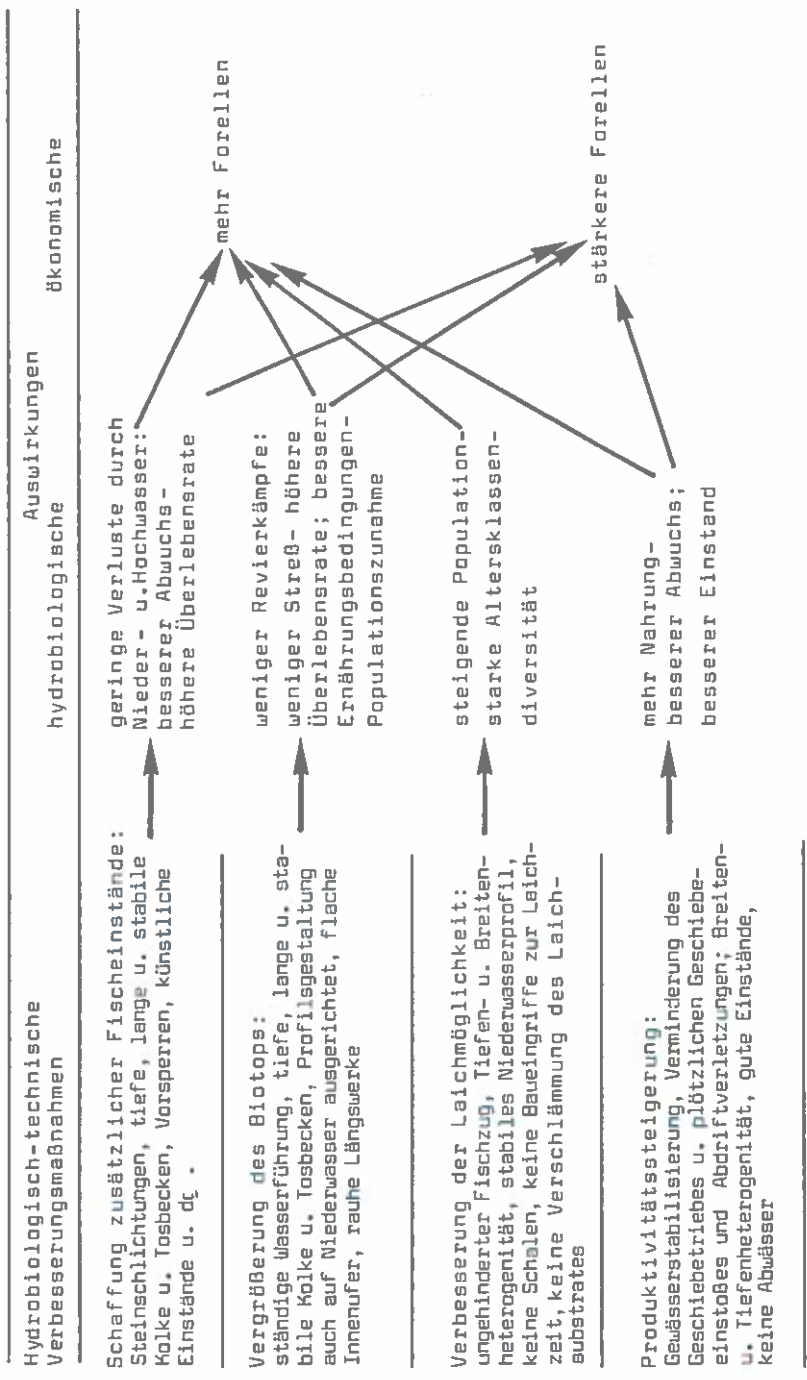 Hydrobiologisch-technische
Verbesserungsmaßnahmen
Auswirkungen
hydrobiologische
ökonomische
Schaffung zusätzlicher Fischeinstände:
Steinschlichtungen, tiefe, lange u. stabile
Kolke u. Tosbecken, Vorsperren, künstliche
Einstände u.
geringe Verluste durch
Nieder- u.Hochwasser:
besserer Abwuchs-
höhere Überlebensrate
Vergrößerung des Biotops:
ständige Wasserführung, tiefe, lange u. sta-
bile Kolke u. Tosbecken, Profilsgestaltung
auch auf Niederwasser ausgerichtet, flache
Innenufer, rauhe Längswerke
weniger Revierkämpfe:
weniger Streß- höhere
Überlebensrate; bessere
Ernährungsbedingungen-
Populationszunahme
Verbesserung der Laichmöglichkeit:
ungehinderter Fischzug, Tiefen- u. Breiten-
heterogenität, stabiles Niederwasserprofil,
keine Schalen, keine Baueingriffe zur Laich-
zeit,keine Verschlämmung des Laich-
substrates
steigende Population-
starke Altersklassen-
diversität
Produktivitätssteigerung:
Gewässerstabilisierung, Verminderung des
Geschiebetriebes u. plötzlichen Geschiebe-
einstoßes und Abdriftverletzungen; Breiten-
u. Tiefenheterogenität, gute Einstände,
keine Abwässer
mehr Nahrung-
besserer Abwuchs;
besserer Einstand
mehr Forellen
stärkere Forellen